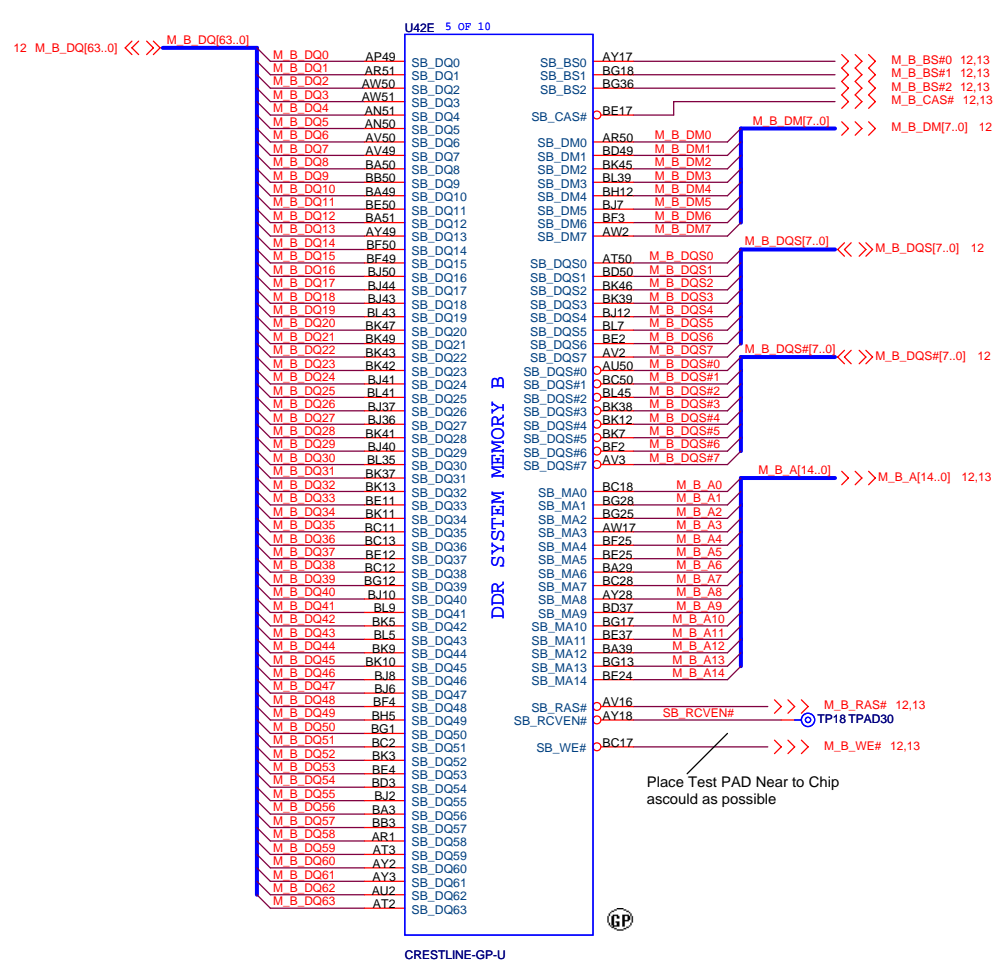 U42E 5 OF 10
12 M_B_DQ[63..0] M_B_DQ[63..0]
M_B_DQ0 AP49 SB_DQ0
M_B_DQ1 AR51 SB_DQ1
M_B_DQ2 AW50 SB_DQ2
M_B_DQ3 AW51 SB_DQ3
M_B_DQ4 AN51 SB_DQ4
M_B_DQ5 AN50 SB_DQ5
M_B_DQ6 AV50 SB_DQ6
M_B_DQ7 AV49 SB_DQ7
M_B_DQ8 BA50 SB_DQ8
M_B_DQ9 BB50 SB_DQ9
M_B_DQ10 BA49 SB_DQ10
M_B_DQ11 BE50 SB_DQ11
M_B_DQ12 BA51 SB_DQ12
M_B_DQ13 AY49 SB_DQ13
M_B_DQ14 BF50 SB_DQ14
M_B_DQ15 BF49 SB_DQ15
M_B_DQ16 BJ50 SB_DQ16
M_B_DQ17 BJ44 SB_DQ17
M_B_DQ18 BJ43 SB_DQ18
M_B_DQ19 BL43 SB_DQ19
M_B_DQ20 BK47 SB_DQ20
M_B_DQ21 BK49 SB_DQ21
M_B_DQ22 BK43 SB_DQ22
M_B_DQ23 BK42 SB_DQ23
M_B_DQ24 BJ41 SB_DQ24
M_B_DQ25 BL41 SB_DQ25
M_B_DQ26 BJ37 SB_DQ26
M_B_DQ27 BJ36 SB_DQ27
M_B_DQ28 BK41 SB_DQ28
M_B_DQ29 BJ40 SB_DQ29
M_B_DQ30 BL35 SB_DQ30
M_B_DQ31 BK37 SB_DQ31
M_B_DQ32 BK13 SB_DQ32
M_B_DQ33 BE11 SB_DQ33
M_B_DQ34 BK11 SB_DQ34
M_B_DQ35 BC11 SB_DQ35
M_B_DQ36 BC13 SB_DQ36
M_B_DQ37 BE12 SB_DQ37
M_B_DQ38 BC12 SB_DQ38
M_B_DQ39 BG12 SB_DQ39
M_B_DQ40 BJ10 SB_DQ40
M_B_DQ41 BL9 SB_DQ41
M_B_DQ42 BK5 SB_DQ42
M_B_DQ43 BL5 SB_DQ43
M_B_DQ44 BK9 SB_DQ44
M_B_DQ45 BK10 SB_DQ45
M_B_DQ46 BJ8 SB_DQ46
M_B_DQ47 BJ6 SB_DQ47
M_B_DQ48 BF4 SB_DQ48
M_B_DQ49 BH5 SB_DQ49
M_B_DQ50 BG1 SB_DQ50
M_B_DQ51 BC2 SB_DQ51
M_B_DQ52 BK3 SB_DQ52
M_B_DQ53 BE4 SB_DQ53
M_B_DQ54 BD3 SB_DQ54
M_B_DQ55 BJ2 SB_DQ55
M_B_DQ56 BA3 SB_DQ56
M_B_DQ57 BB3 SB_DQ57
M_B_DQ58 AR1 SB_DQ58
M_B_DQ59 AT3 SB_DQ59
M_B_DQ60 AY2 SB_DQ60
M_B_DQ61 AY3 SB_DQ61
M_B_DQ62 AU2 SB_DQ62
M_B_DQ63 AT2 SB_DQ63
DDR SYSTEM MEMORY B
SB_BS0 AY17 M_B_BS#0 12,13
SB_BS1 BG18 M_B_BS#1 12,13
SB_BS2 BG36 M_B_BS#2 12,13
SB_CAS# BE17 M_B_CAS# 12,13
M_B_DM[7..0] M_B_DM[7..0] 12
SB_DM0 AR50 M_B_DM0
SB_DM1 BD49 M_B_DM1
SB_DM2 BK45 M_B_DM2
SB_DM3 BL39 M_B_DM3
SB_DM4 BH12 M_B_DM4
SB_DM5 BJ7 M_B_DM5
SB_DM6 BF3 M_B_DM6
SB_DM7 AW2 M_B_DM7
M_B_DQS[7..0] M_B_DQS[7..0] 12
SB_DQS0 AT50 M_B_DQS0
SB_DQS1 BD50 M_B_DQS1
SB_DQS2 BK46 M_B_DQS2
SB_DQS3 BK39 M_B_DQS3
SB_DQS4 BJ12 M_B_DQS4
SB_DQS5 BL7 M_B_DQS5
SB_DQS6 BE2 M_B_DQS6
SB_DQS7 AV2 M_B_DQS7
M_B_DQS#[7..0] M_B_DQS#[7..0] 12
SB_DQS#0 AU50 M_B_DQS#0
SB_DQS#1 BC50 M_B_DQS#1
SB_DQS#2 BL45 M_B_DQS#2
SB_DQS#3 BK38 M_B_DQS#3
SB_DQS#4 BK12 M_B_DQS#4
SB_DQS#5 BK7 M_B_DQS#5
SB_DQS#6 BF2 M_B_DQS#6
SB_DQS#7 AV3 M_B_DQS#7
M_B_A[14..0] M_B_A[14..0] 12,13
SB_MA0 BC18 M_B_A0
SB_MA1 BG28 M_B_A1
SB_MA2 BG25 M_B_A2
SB_MA3 AW17 M_B_A3
SB_MA4 BF25 M_B_A4
SB_MA5 BE25 M_B_A5
SB_MA6 BA29 M_B_A6
SB_MA7 BC28 M_B_A7
SB_MA8 AY28 M_B_A8
SB_MA9 BD37 M_B_A9
SB_MA10 BG17 M_B_A10
SB_MA11 BE37 M_B_A11
SB_MA12 BA39 M_B_A12
SB_MA13 BG13 M_B_A13
SB_MA14 BE24 M_B_A14
SB_RAS# AV16 M_B_RAS# 12,13
SB_RCVEN# AY18 SB_RCVEN# TP18 TPAD30
SB_WE# BC17 M_B_WE# 12,13
Place Test PAD Near to Chip
ascould as possible
GP
CRESTLINE-GP-U